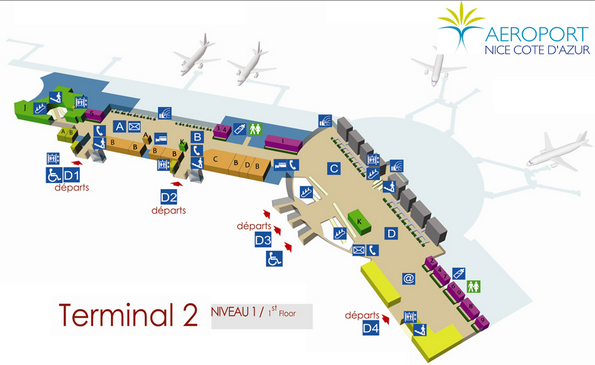 AEROPORT
NICE COTE D'AZUR
A
B
B
B
B
C
B
D
B
C
D1
départs
D2
départs
K
D
départs
D3
@
départs
D4
Terminal 2
NIVEAU 1 / 1st Floor